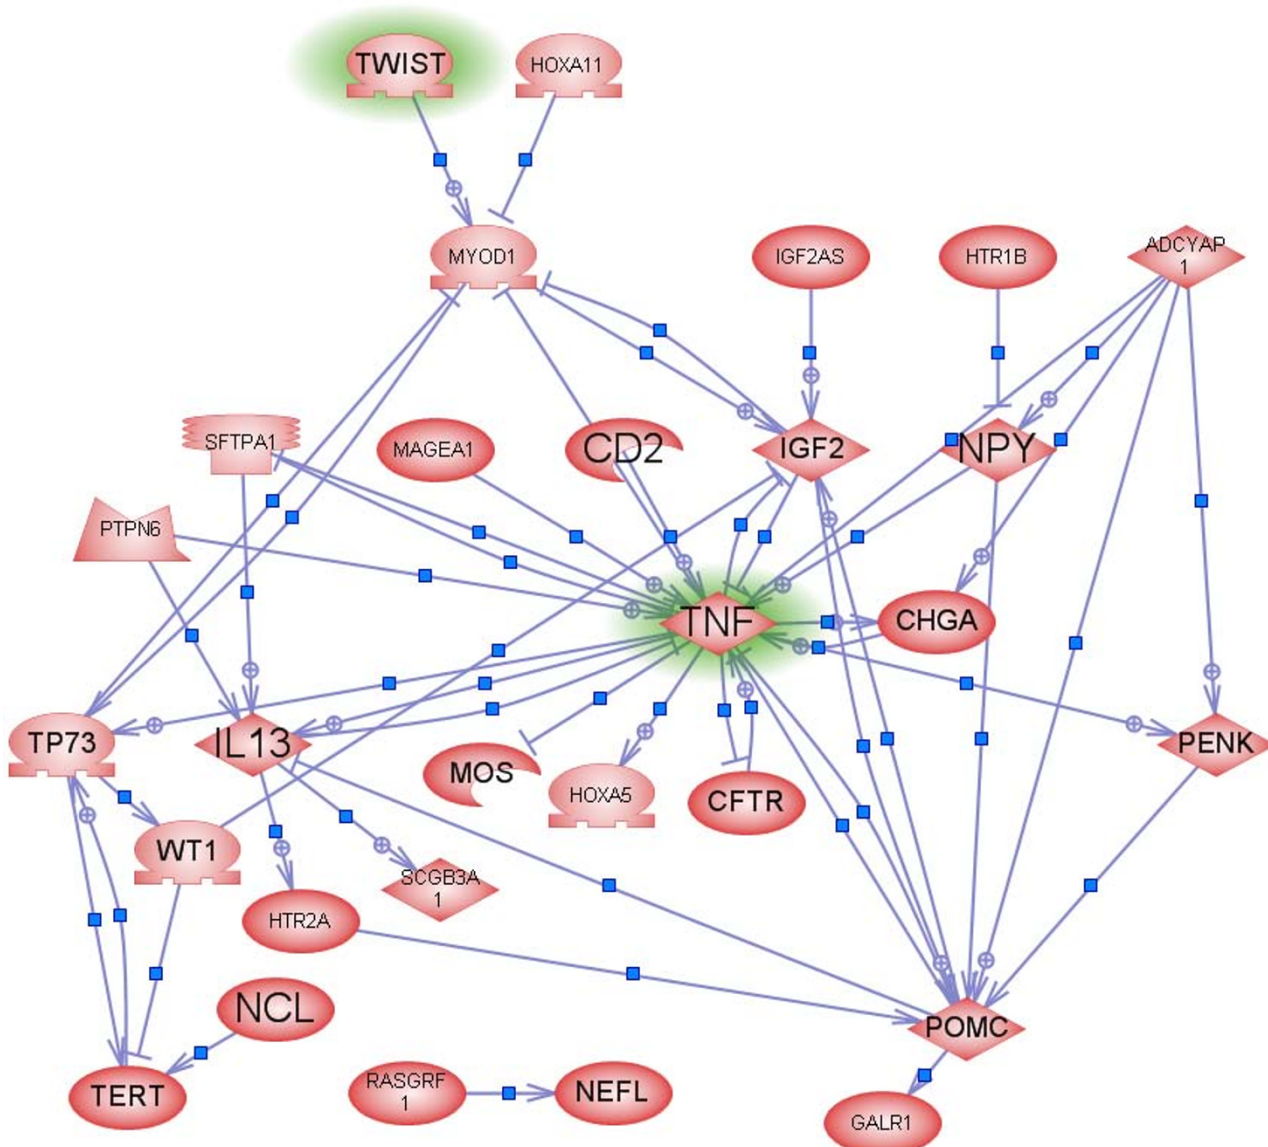 TWIST
HOXA11
MYOD1
IGF2AS
HTR1B
ADCYAP
1
SFTPA1
MAGEA1
CD2
IGF2
NPY
PTPN6
TNF
CHGA
TP73
IL13
MOS
HOXA5
CFTR
PENK
WT1
SCGB3A
1
HTR2A
NCL
POMC
TERT
RASGRF
1
NEFL
GALR1